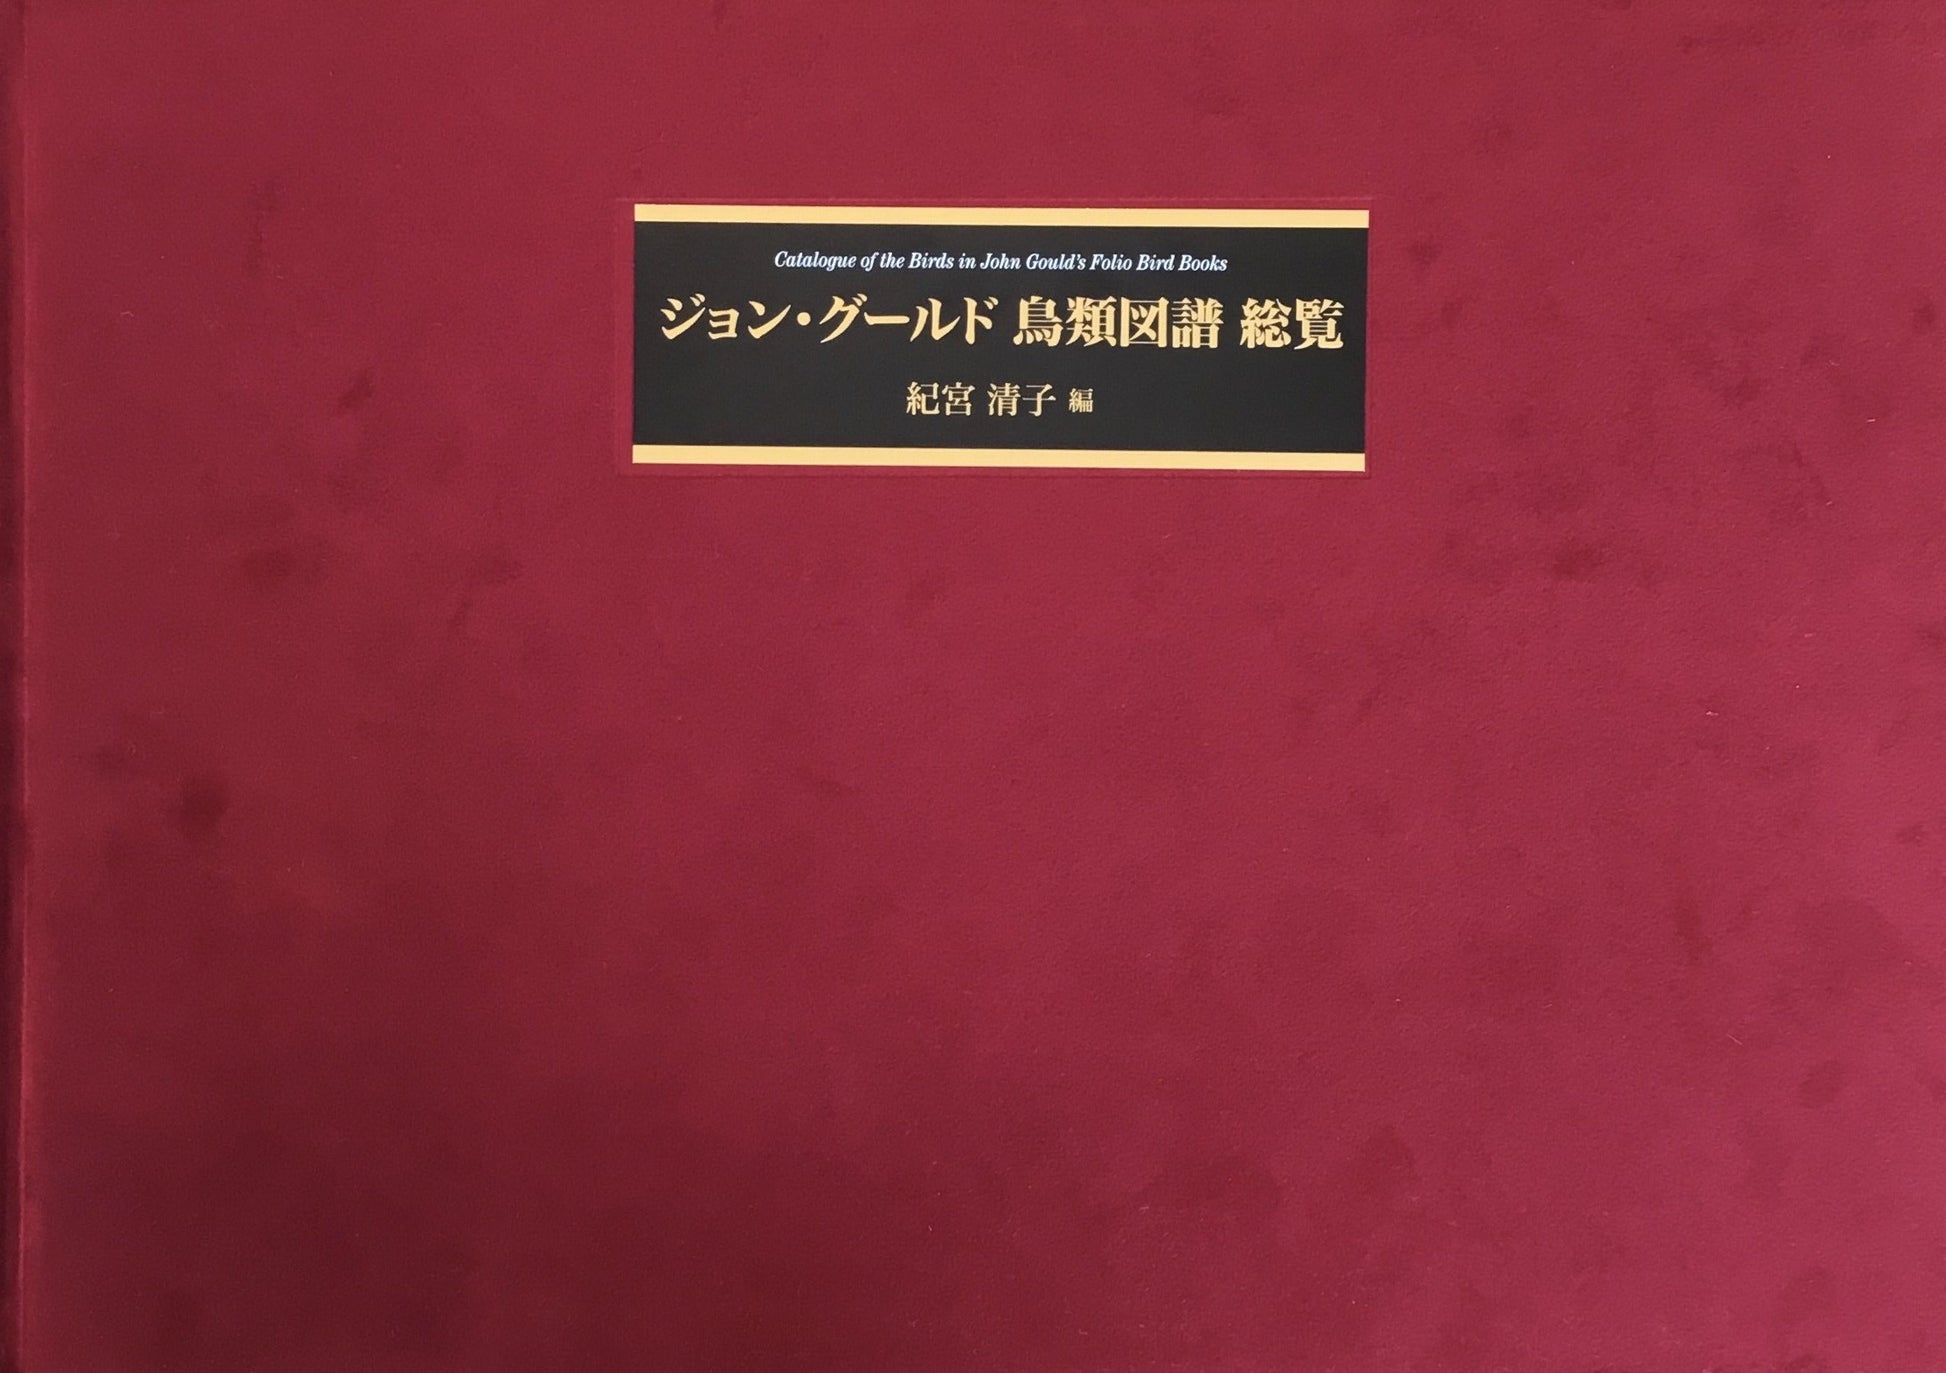 Catalogue of the Birds in John Gould's Folio Bird Books
ジョン・グールド 鳥類図譜 総覧
紀宮 清子 編